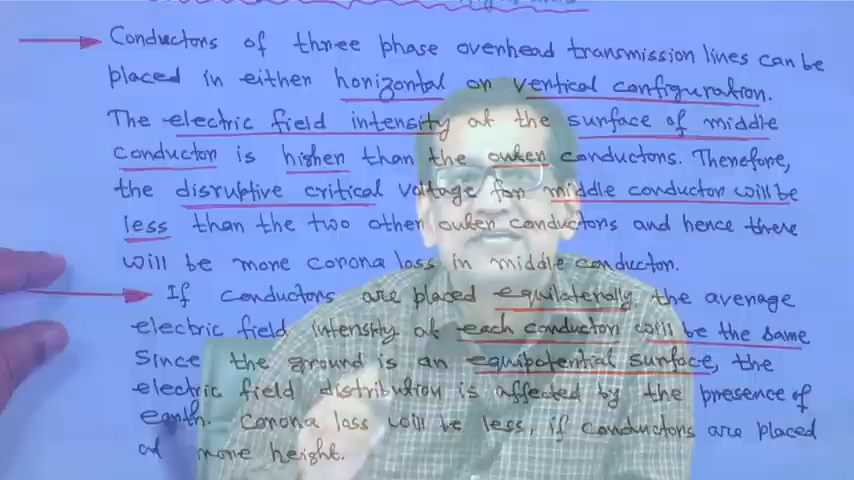 Conductors of three phase overhead transmission lines can be
placed in either horizontal or vertical configuration.
The electric field intensity at the surface of middle
conductor is higher than the outer conductors. Therefore,
the disruptive critical voltage for middle conductor will be
less than the two other outer conductors and hence there
will be more corona loss in middle conductor.
If conductors are placed equilaterally, the average
electric field intensity at each conductor will be the same
Since the ground is an equipotential surface, the
electric field distribution is affected by the presence of
earth. Corona loss will be less, if conductors are placed
at more height.